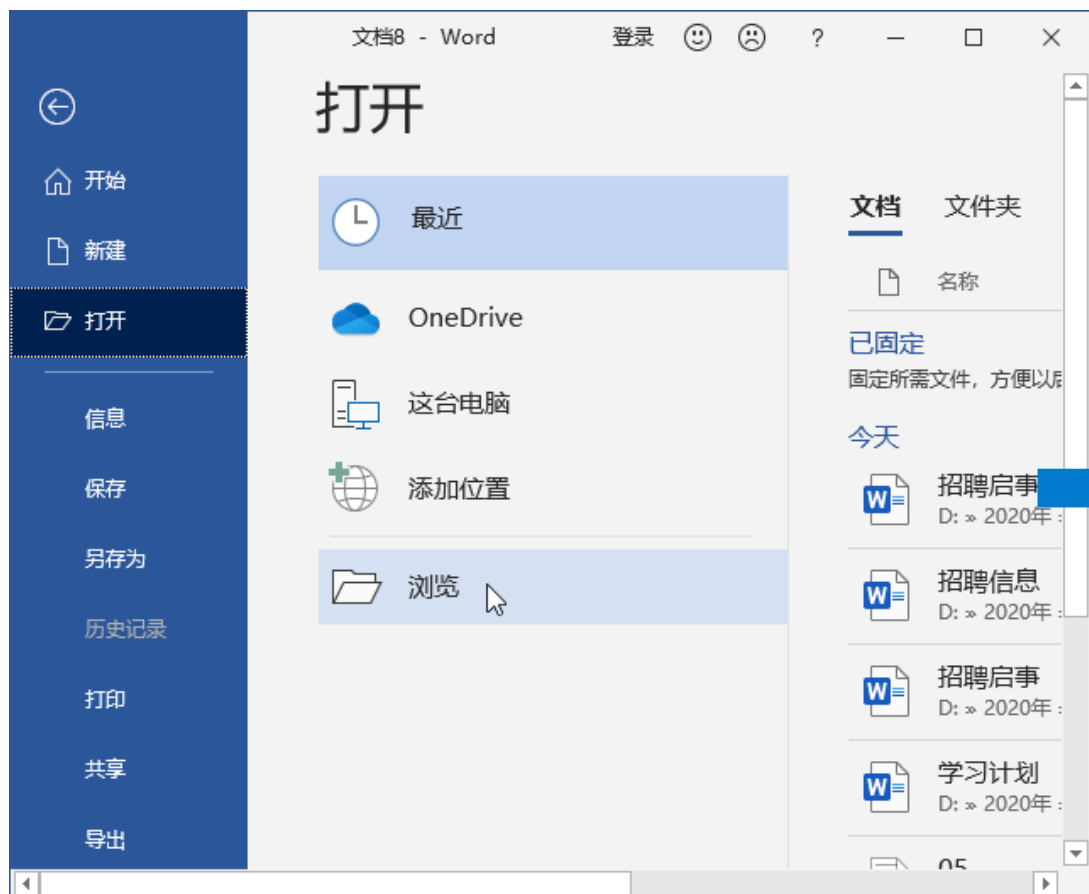 文档8 - Word
登录
?
开始
新建
打开
信息
保存
另存为
历史记录
打印
共享
导出
打开
最近
OneDrive
这台电脑
添加位置
浏览
文档 文件夹
名称
已固定
固定所需文件，方便以后
今天
招聘启事
D: » 2020年
招聘信息
D: » 2020年
招聘启事
D: » 2020年
学习计划
D: » 2020年
05